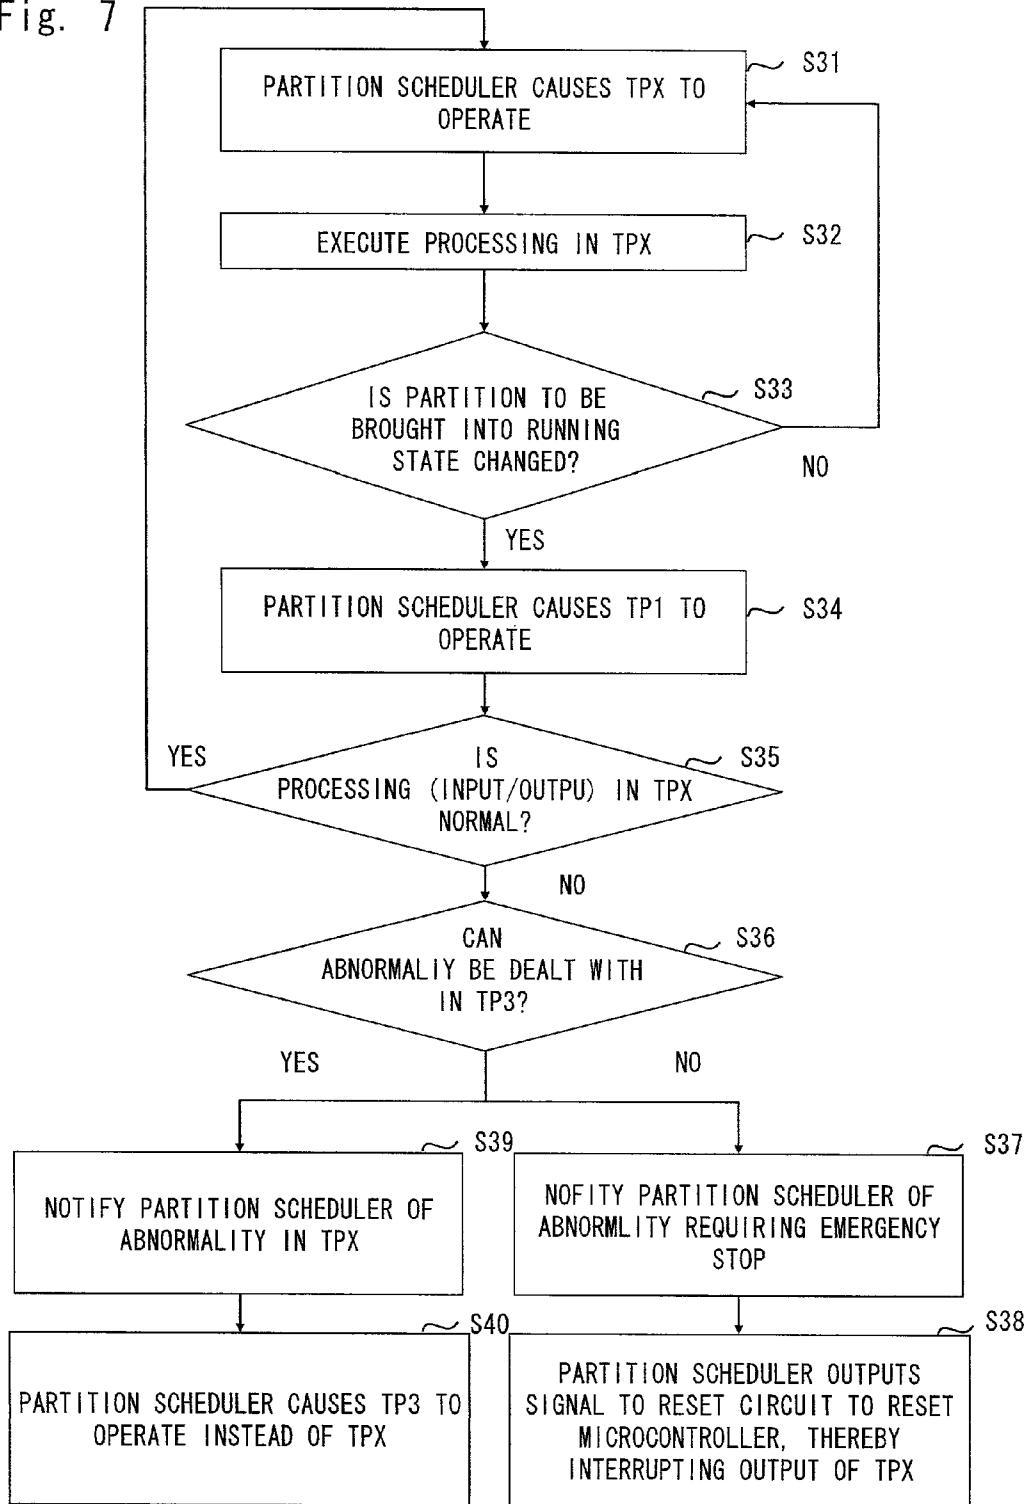 Fig. 7
S31
PARTITION SCHEDULER CAUSES TPX TO
OPERATE
S32
EXECUTE PROCESSING IN TPX
S33
IS PARTITION TO BE
BROUGHT INTO RUNNING
STATE CHANGED?
NO
YES
S34
PARTITION SCHEDULER CAUSES TP1 TO
OPERATE
YES
S35
IS
PROCESSING (INPUT/OUTPU) IN TPX
NORMAL?
NO
S36
CAN
ABNORMALIY BE DEALT WITH
IN TP3?
YES
NO
S39
NOTIFY PARTITION SCHEDULER OF
ABNORMALITY IN TPX
S37
NOFITY PARTITION SCHEDULER OF
ABNORMLITY REQUIRING EMERGENCY
STOP
S40
PARTITION SCHEDULER CAUSES TP3 TO
OPERATE INSTEAD OF TPX
S38
PARTITION SCHEDULER OUTPUTS
SIGNAL TO RESET CIRCUIT TO RESET
MICROCONTROLLER, THEREBY
INTERRUPTING OUTPUT OF TPX